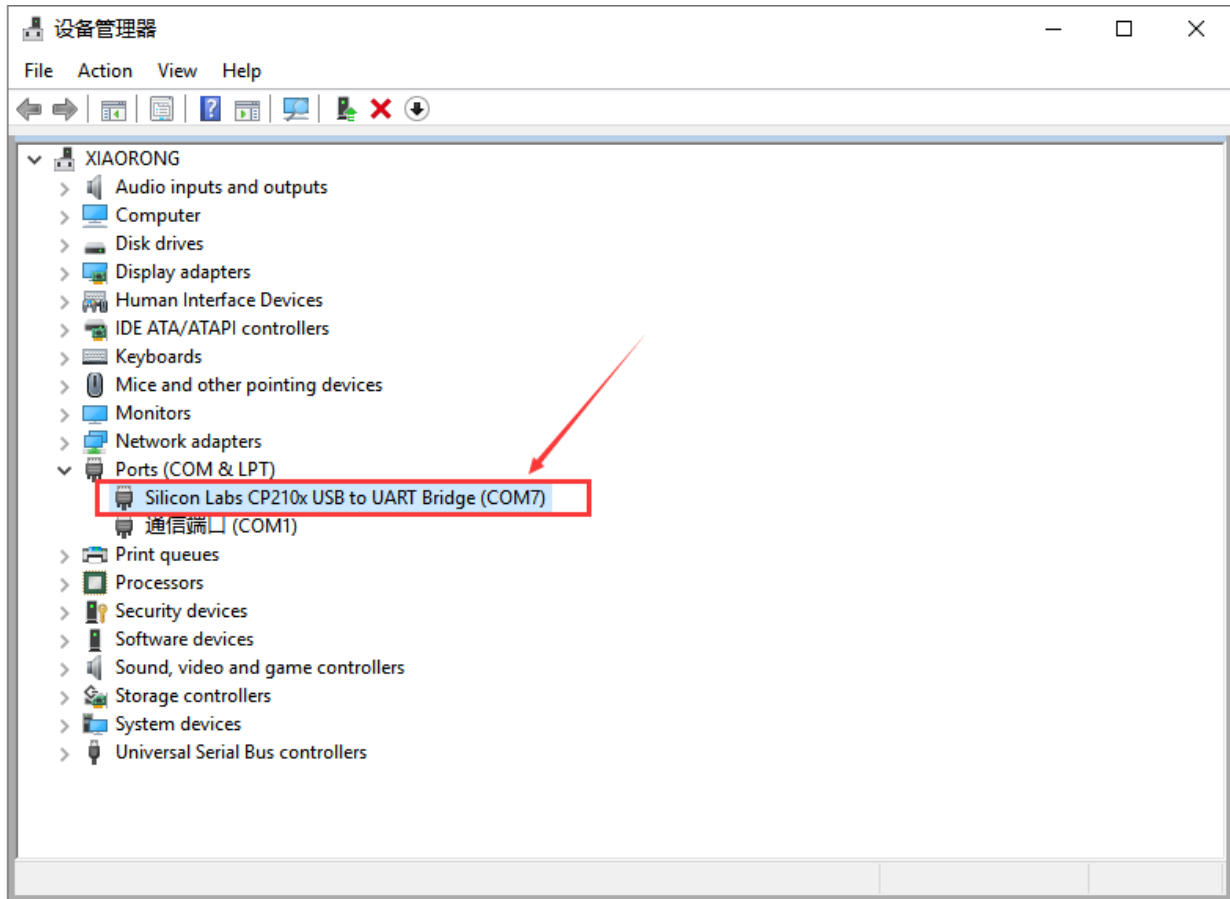 设备管理器
File Action View Help
XIAORONG
Audio inputs and outputs
Computer
Disk drives
Display adapters
Human Interface Devices
IDE ATA/ATAPI controllers
Keyboards
Mice and other pointing devices
Monitors
Network adapters
Ports (COM & LPT)
Silicon Labs CP210x USB to UART Bridge (COM7)
通信端口 (COM1)
Print queues
Processors
Security devices
Software devices
Sound, video and game controllers
Storage controllers
System devices
Universal Serial Bus controllers